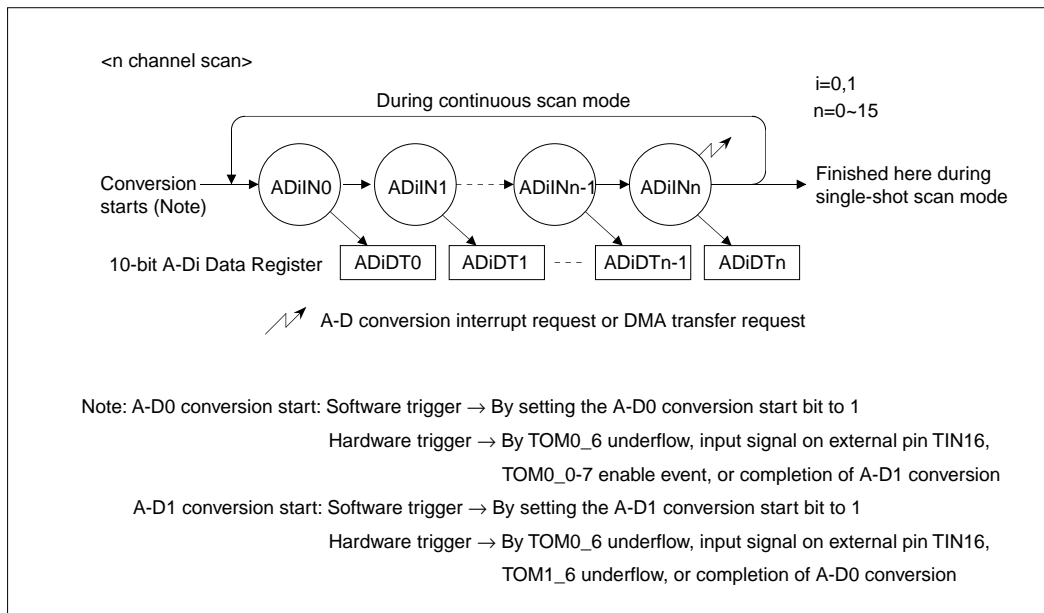 <n channel scan>
i=0,1
n=0~15
During continuous scan mode
Conversion
starts (Note)
ADiIN0
ADiIN1
ADiINn-1
ADiINn
Finished here during
single-shot scan mode
10-bit A-Di Data Register
ADiDT0
ADiDT1
ADiDTn-1
ADiDTn
A-D conversion interrupt request or DMA transfer request
Note: A-D0 conversion start: Software trigger → By setting the A-D0 conversion start bit to 1
Hardware trigger → By TOM0_6 underflow, input signal on external pin TIN16,
TOM0_0-7 enable event, or completion of A-D1 conversion
A-D1 conversion start: Software trigger → By setting the A-D1 conversion start bit to 1
Hardware trigger → By TOM0_6 underflow, input signal on external pin TIN16,
TOM1_6 underflow, or completion of A-D0 conversion